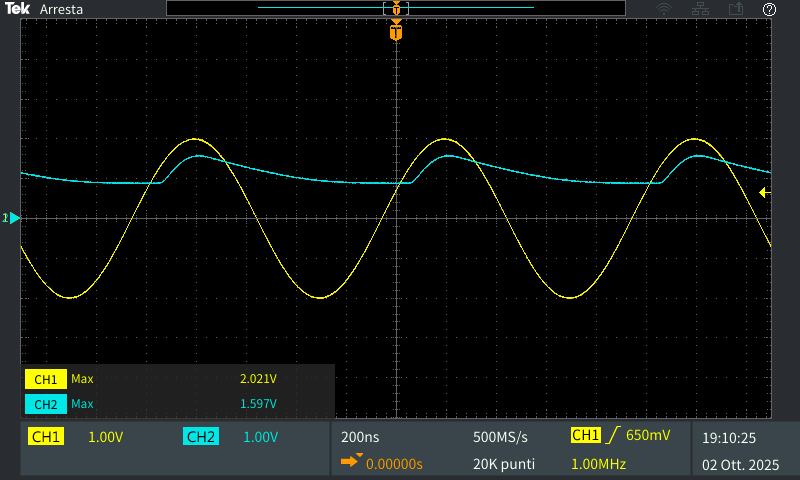 Tek Arresta
T
T
CH1 Max 2.021V
CH2 Max 1.597V
CH1 1.00V CH2 1.00V
200ns 500MS/s CH1 650mV
0.00000s 20K punti 1.00MHz
19:10:25
02 Ott. 2025